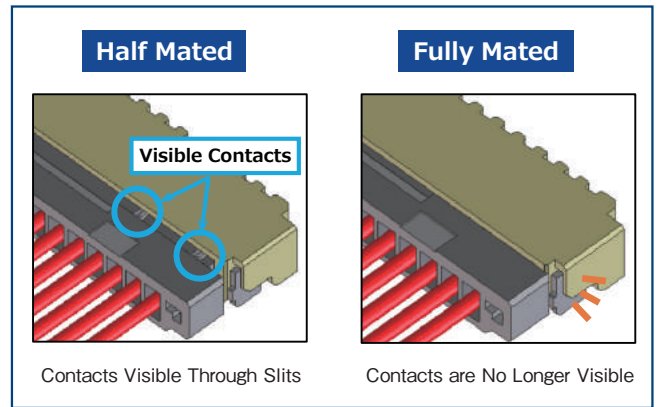 Half Mated
Fully Mated
Visible Contacts
Contacts Visible Through Slits
Contacts are No Longer Visible